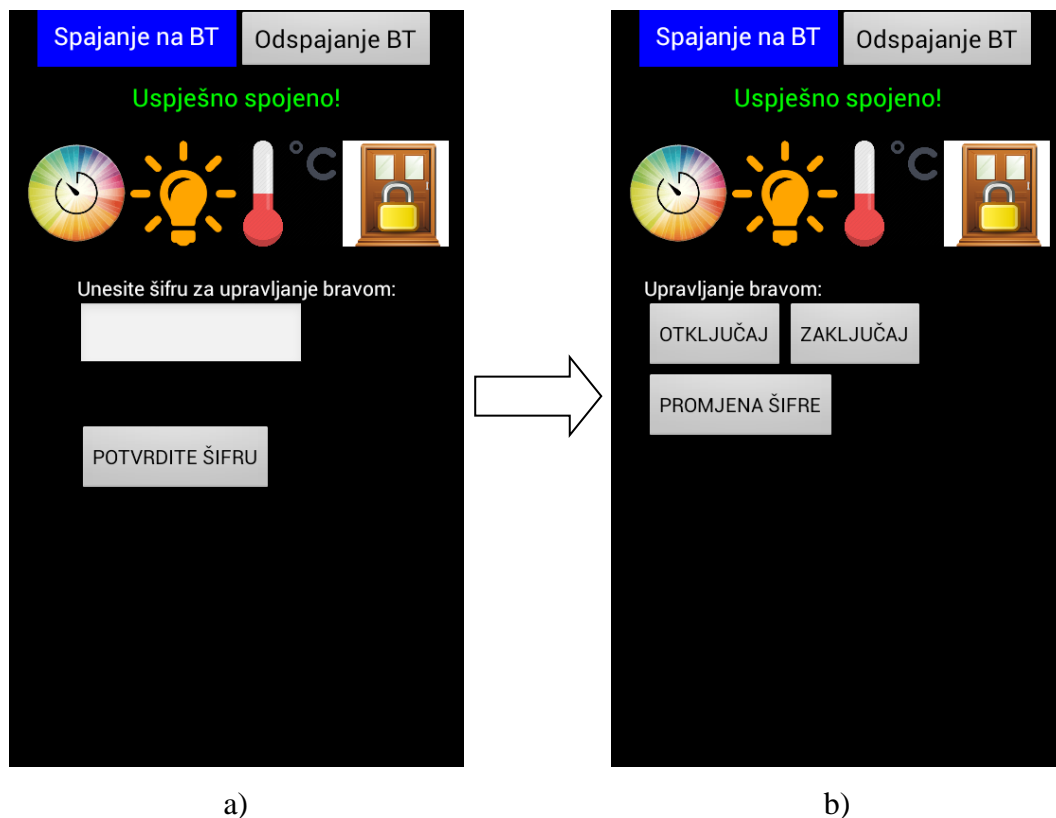 Spajanje na BT
Odspajanje BT
Uspješno spojeno!
°C
Unesite šifru za upravljanje bravom:
POTVRDITE ŠIFRU
a)
Spajanje na BT
Odspajanje BT
Uspješno spojeno!
°C
Upravljanje bravom:
OTKLJUČAJ
ZAKLJUČAJ
PROMJENA ŠIFRE
b)